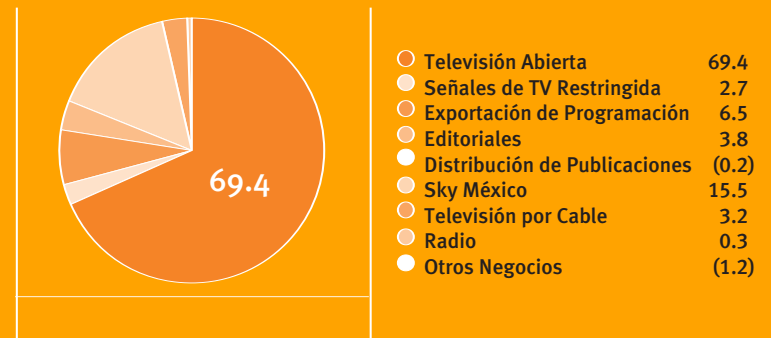 69.4
Televisión Abierta 69.4
Señales de TV Restringida 2.7
Exportación de Programación 6.5
Editoriales 3.8
Distribución de Publicaciones (0.2)
Sky México 15.5
Televisión por Cable 3.2
Radio 0.3
Otros Negocios (1.2)